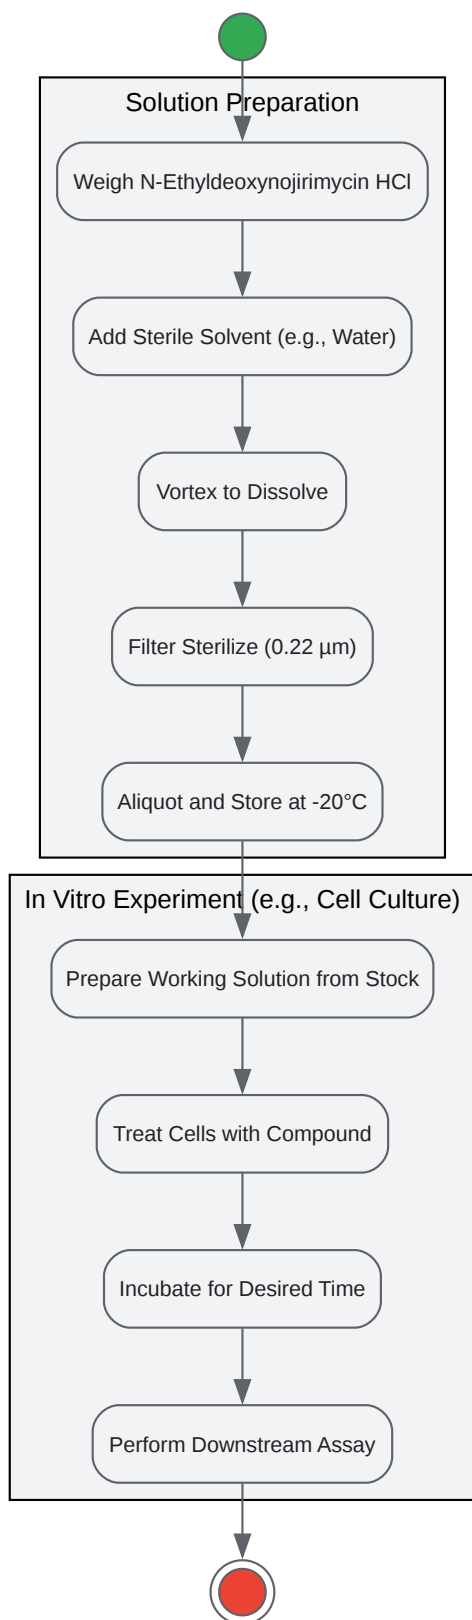 Solution Preparation
Weigh N-Ethyldeoxynojirimycin HCl
Add Sterile Solvent (e.g., Water)
Vortex to Dissolve
Filter Sterilize (0.22 µm)
Aliquot and Store at -20°C
In Vitro Experiment (e.g., Cell Culture)
Prepare Working Solution from Stock
Treat Cells with Compound
Incubate for Desired Time
Perform Downstream Assay